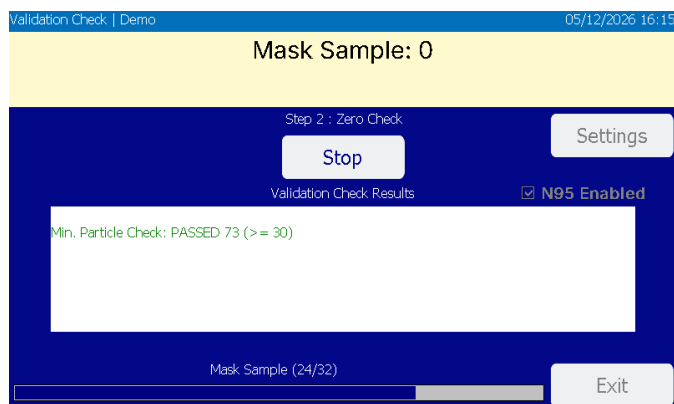 Validation Check | Demo 05/12/2026 16:15
Mask Sample: 0
Step 2 : Zero Check
Settings
Stop
Validation Check Results
N95 Enabled
Min. Particle Check: PASSED 73 (>= 30)
Mask Sample (24/32)
Exit